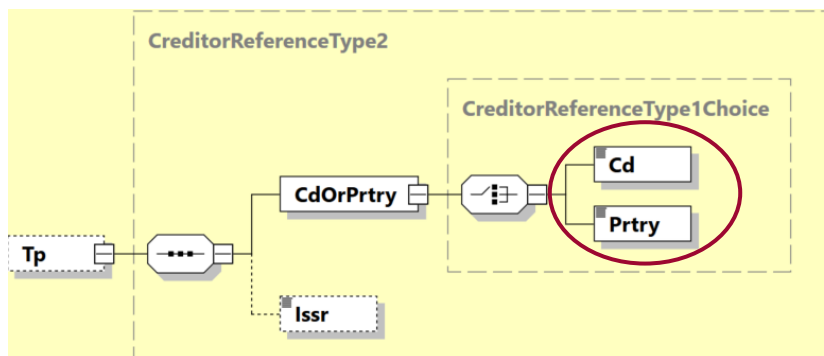 CreditorReferenceType2
CreditorReferenceType1Choice
Cd
CdOrPrtry
Prtry
Tp
Issr